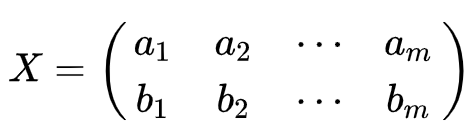 X = ( a₁ a₂ ⋯ aₘ
b₁ b₂ ⋯ bₘ )